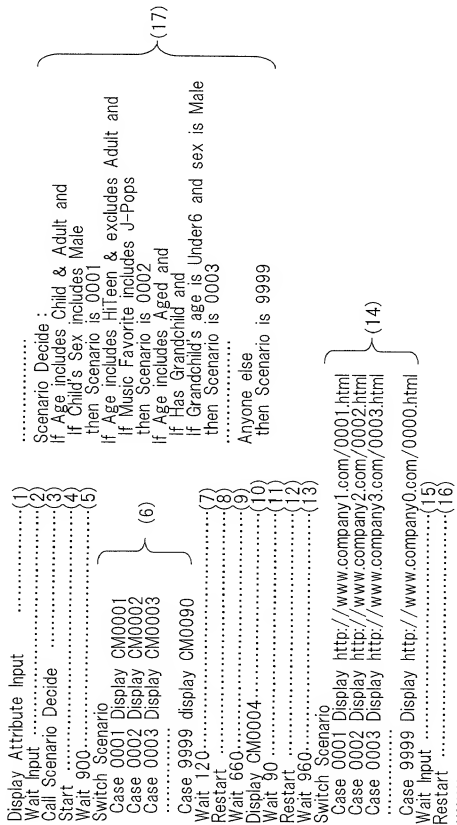 Display Attribute Input ..................(1)
Wait Input ..................(2)
Call Scenario Decide ..................(3)
Start ..................(4)
Wait 900..................(5)
Switch Scenario
Case 0001 Display CM0001
Case 0002 Display CM0002
Case 0003 Display CM0003
..................
Case 9999 display CM0090
(6)
Wait 120..................(7)
Restart..................(8)
Wait 660..................(9)
Display CM0004..................(10)
Wait 90 ..................(11)
Restart..................(12)
Wait 960..................(13)
Switch Scenario
Case 0001 Display http://www.company1.com/0001.html
Case 0002 Display http://www.company2.com/0002.html
Case 0003 Display http://www.company3.com/0003.html
..................
Case 9999 Display http://www.company0.com/0000.html
(14)
Wait Input ..................(15)
Restart ..................(16)
..................
Scenario Decide :
If Age includes Child & Adult and
If Child's Sex includes Male
then Scenario is 0001
If Age includes HiTeen & excludes Adult and
If Music Favorite includes J-Pops
then Scenario is 0002
If Age includes Aged and
If Has Grandchild and
If Grandchild's age is Under6 and sex is Male
then Scenario is 0003
..................
Anyone else
then Scenario is 9999
(17)